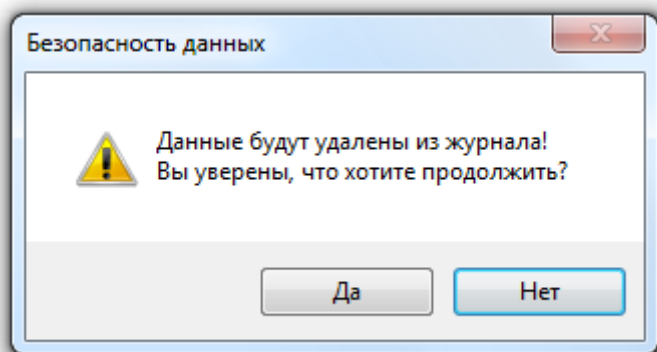 Безопасность данных
Данные будут удалены из журнала!
Вы уверены, что хотите продолжить?
Да
Нет